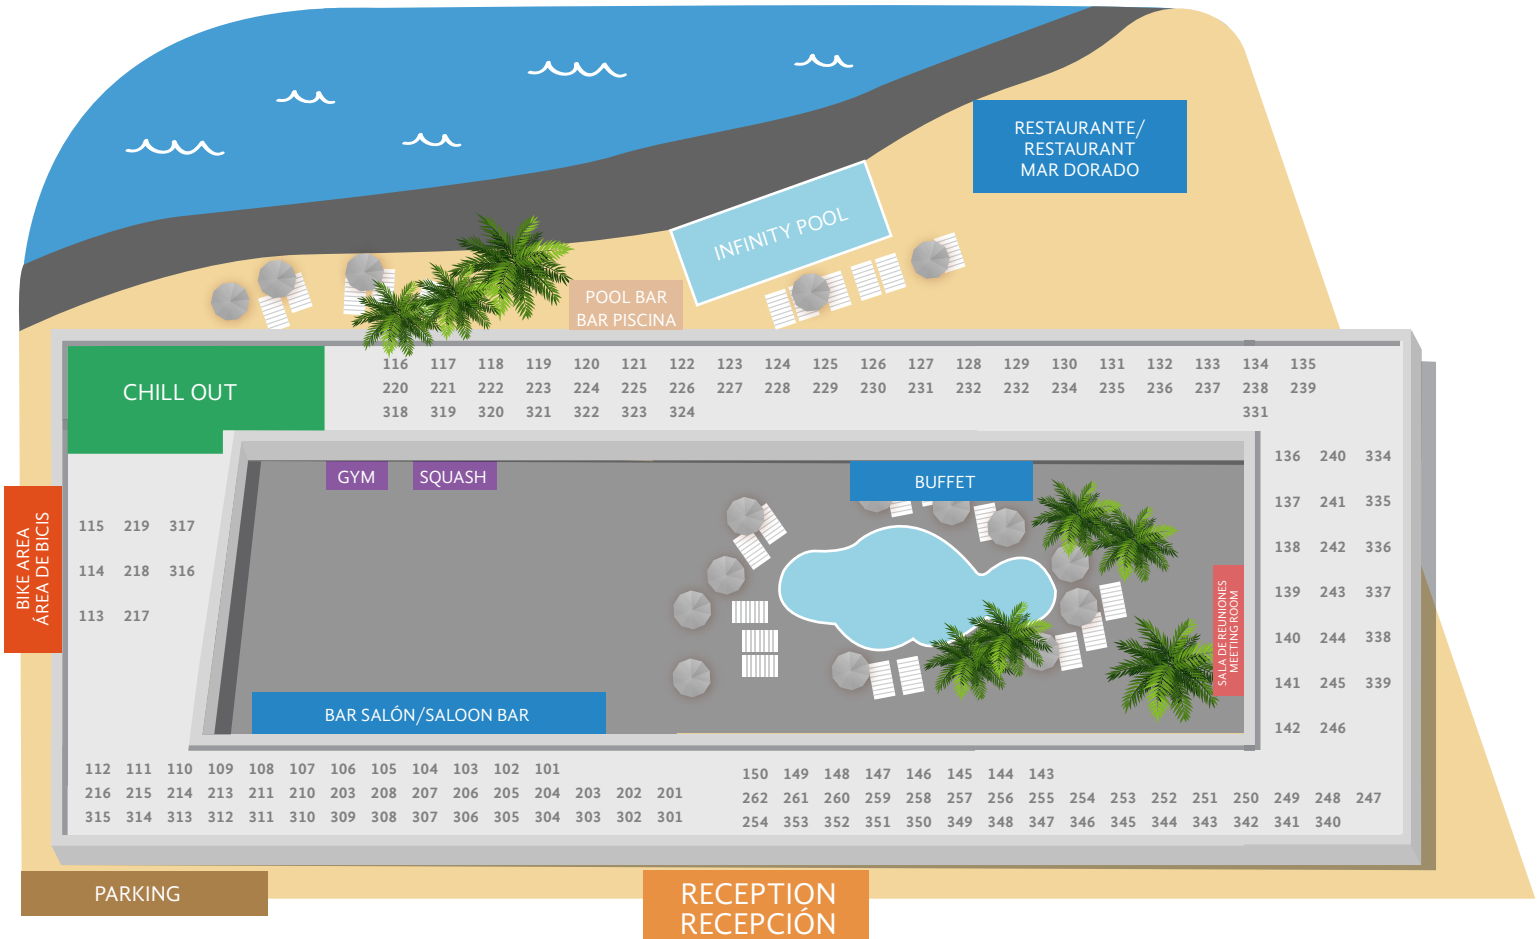 RESTAURANTE/
RESTAURANT
MAR DORADO
INFINITY POOL
POOL BAR
BAR PISCINA
CHILL OUT
116 117 118 119 120 121 122 123 124 125 126 127 128 129 130 131 132 133 134 135
220 221 222 223 224 225 226 227 228 229 230 231 232 232 234 235 236 237 238 239
318 319 320 321 322 323 324 331
136 240 334
137 241 335
138 242 336
139 243 337
140 244 338
141 245 339
142 246
GYM
SQUASH
BUFFET
BIKE AREA
ÁREA DE BICIS
115 219 317
114 218 316
113 217
SALA DE REUNIONES
MEETING ROOM
BAR SALÓN/SALOON BAR
112 111 110 109 108 107 106 105 104 103 102 101
216 215 214 213 211 210 203 208 207 206 205 204 203 202 201
315 314 313 312 311 310 309 308 307 306 305 304 303 302 301
150 149 148 147 146 145 144 143
262 261 260 259 258 257 256 255 254 253 252 251 250 249 248 247
254 353 352 351 350 349 348 347 346 345 344 343 342 341 340
PARKING
RECEPTION
RECEPCIÓN